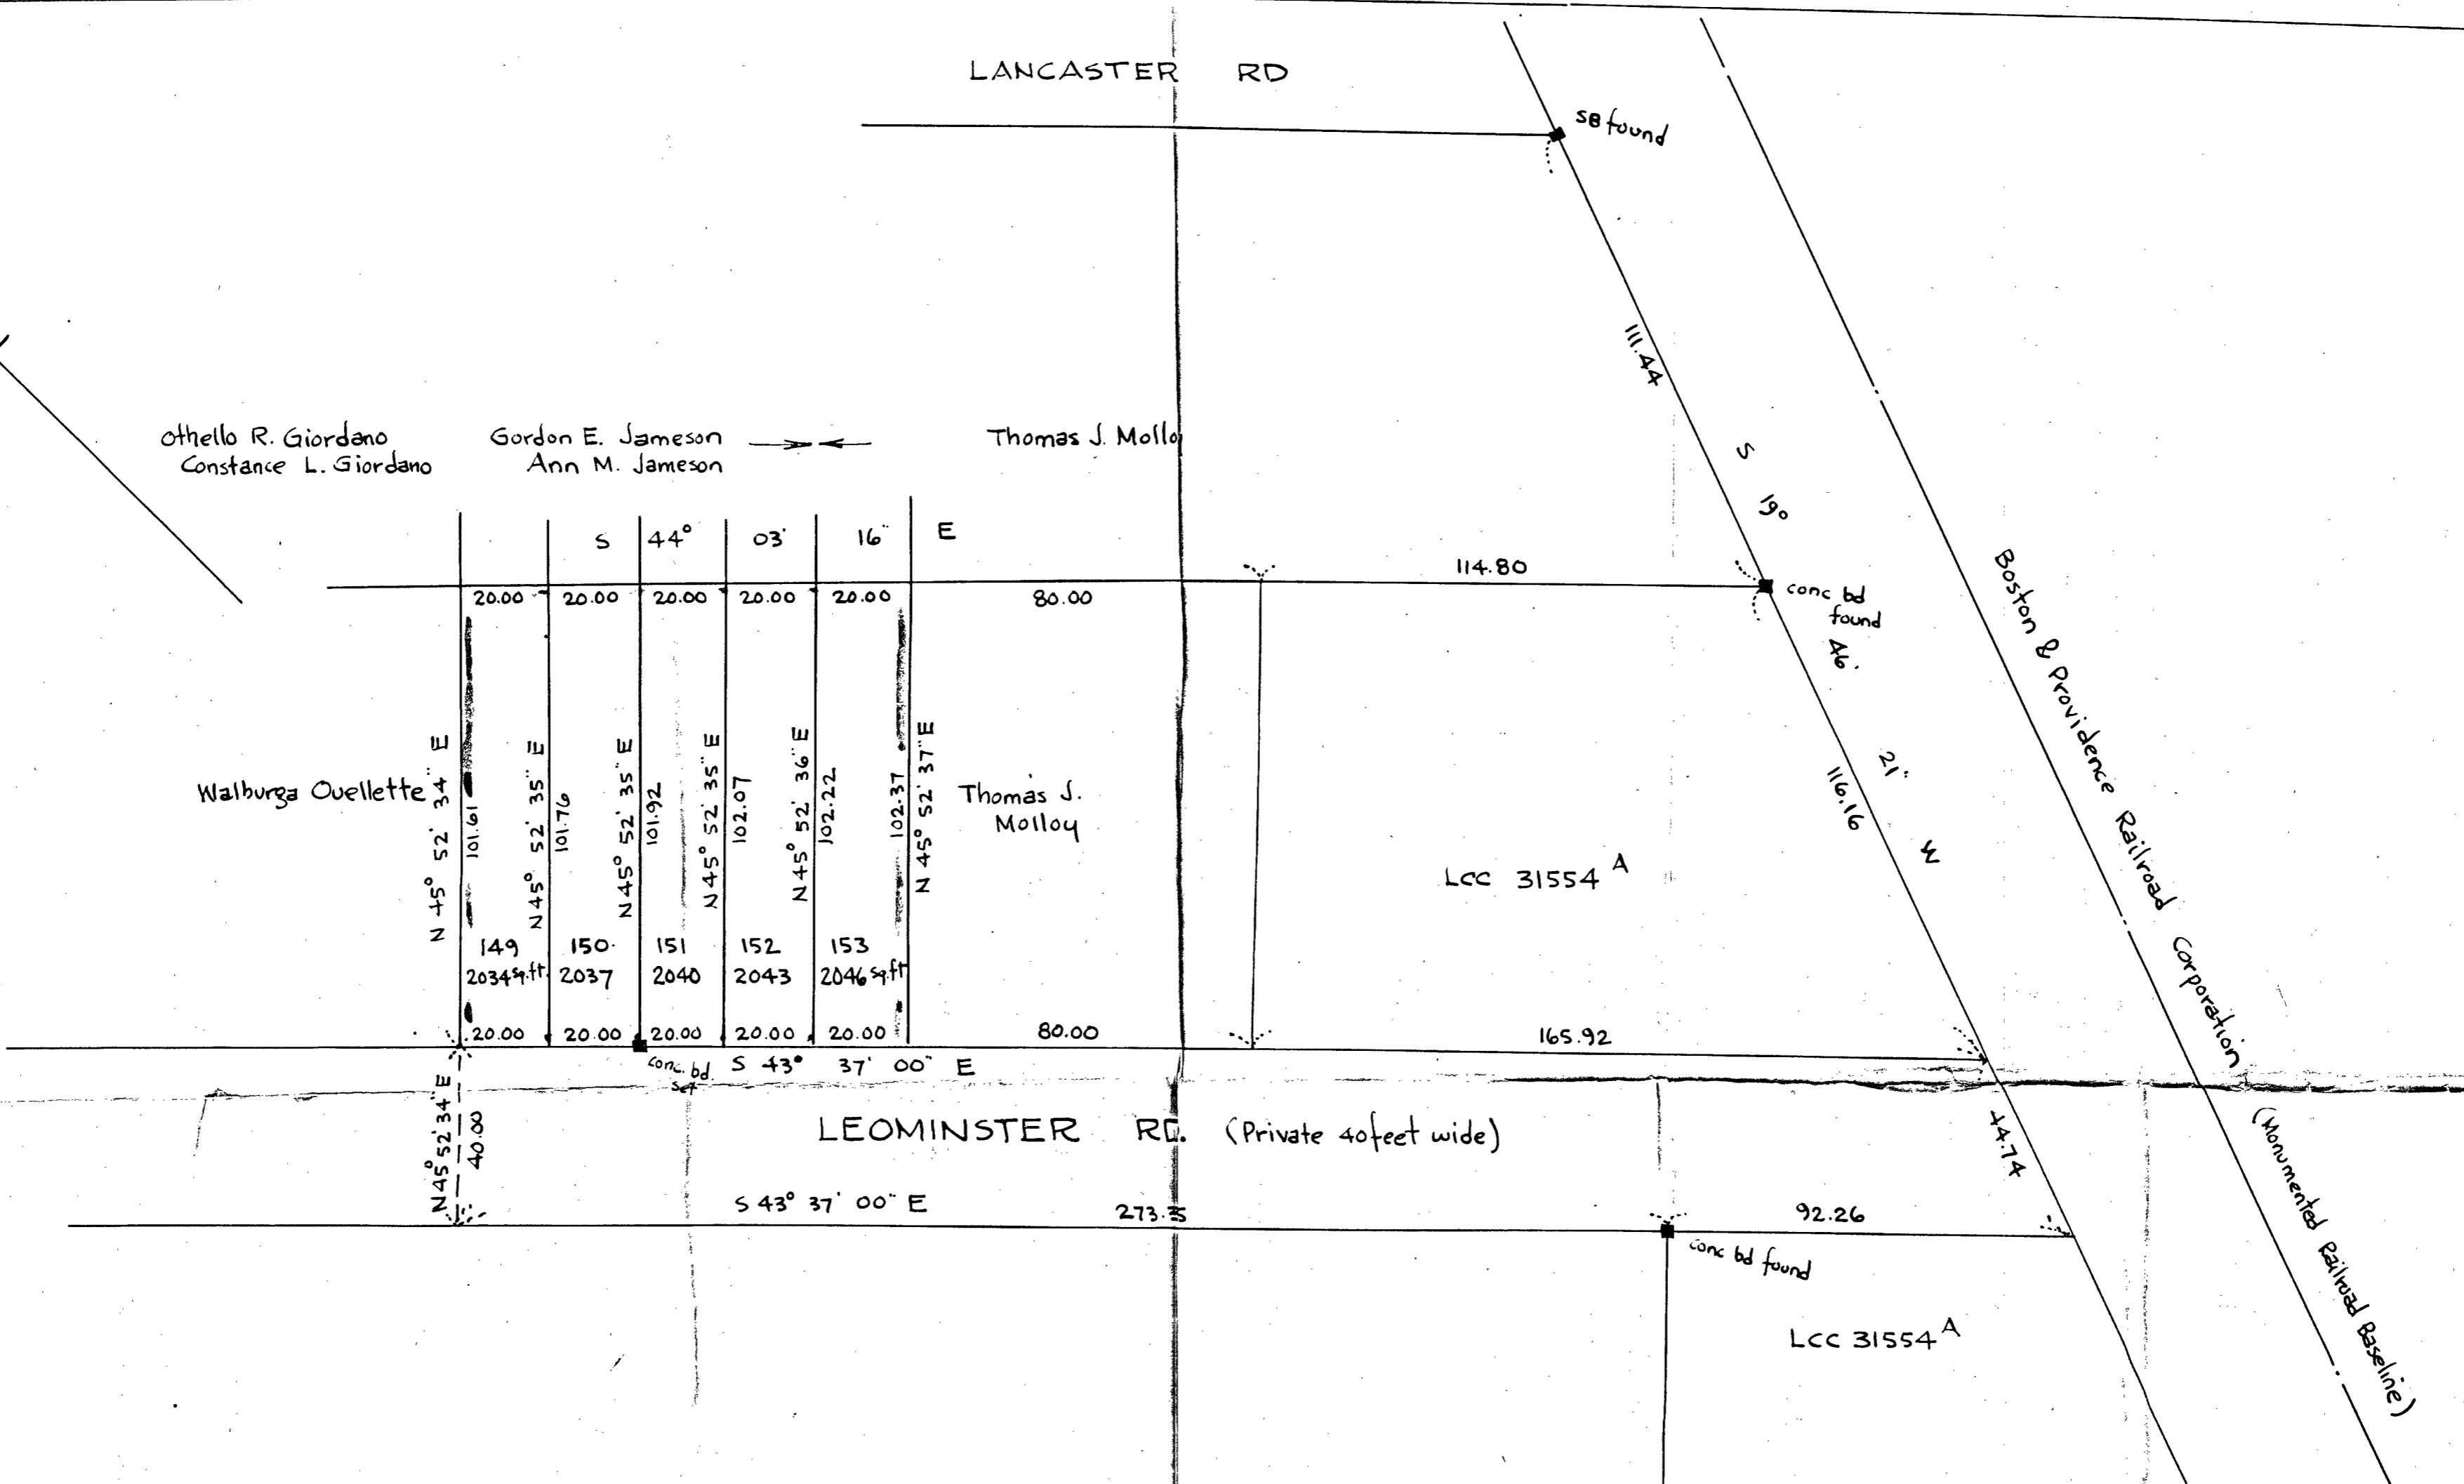 LANCASTER RD
SB found
111.44
S 19° 46' 21" W
Othello R. Giordano
Constance L. Giordano
Gordon E. Jameson
Ann M. Jameson
Thomas J. Mollo
S 44° 03' 16" E
20.00 20.00 20.00 20.00 20.00 80.00
114.80
conc bd
found
Walburga Ouellette
N 45° 52' 34" E
101.61
N 45° 52' 35" E
101.76
N 45° 52' 35" E
101.92
N 45° 52' 35" E
102.07
N 45° 52' 36" E
102.22
102.37
N 45° 52' 37" E
Thomas J.
Molloy
LCC 31554 A
116.16
Boston & Providence Railroad Corporation
(Monumented Railroad Baseline)
149 150 151 152 153
2034 sq.ft. 2037 2040 2043 2046 sq.ft
20.00 20.00 20.00 20.00 20.00 80.00
165.92
conc. bd.
set
S 43° 37' 00" E
N 45° 52' 34" E
40.00
LEOMINSTER RD. (Private 40 feet wide)
44.74
S 43° 37' 00" E
273.35
92.26
conc bd found
LCC 31554 A